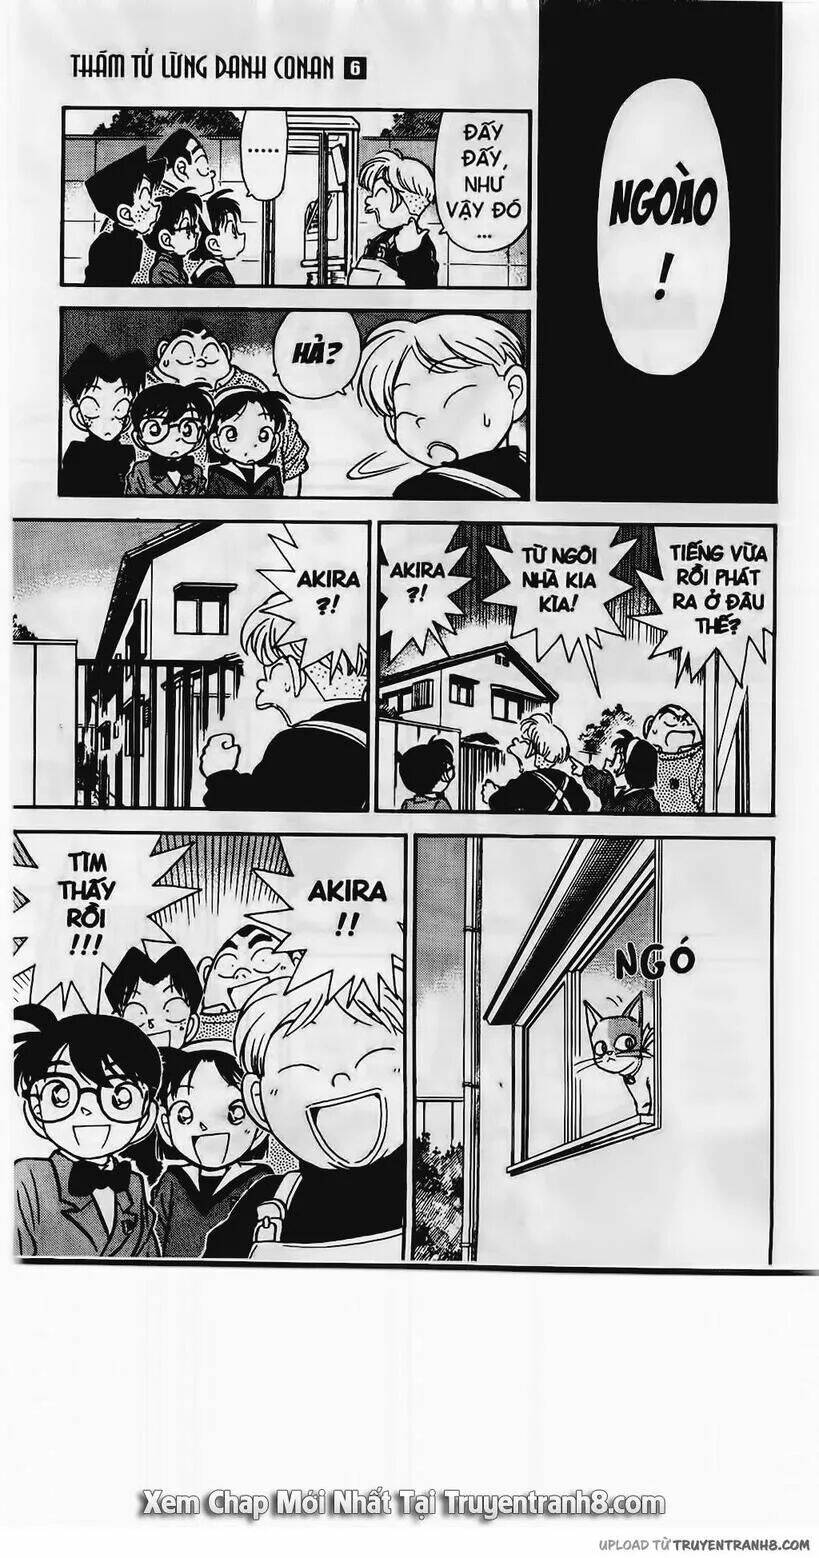 THÁM TỬ LỪNG DANH CONAN 6
ĐẤY
ĐẤY,
NHƯ
VẬY ĐÓ
...
......
NGOÀO
!
HẢ?
TIẾNG VỪA
RỒI PHÁT
RA Ở ĐÂU
THẾ?
TỪ NGÔI
NHÀ KIA
KÌA!
AKIRA
?!
AKIRA
?!
NGÓ
AKIRA
!!
TÌM
THẤY
RỒI
!!!
Xem Chap Mới Nhất Tại Truyentranh8.com
UPLOAD TỪ TRUYENTRANH8.COM